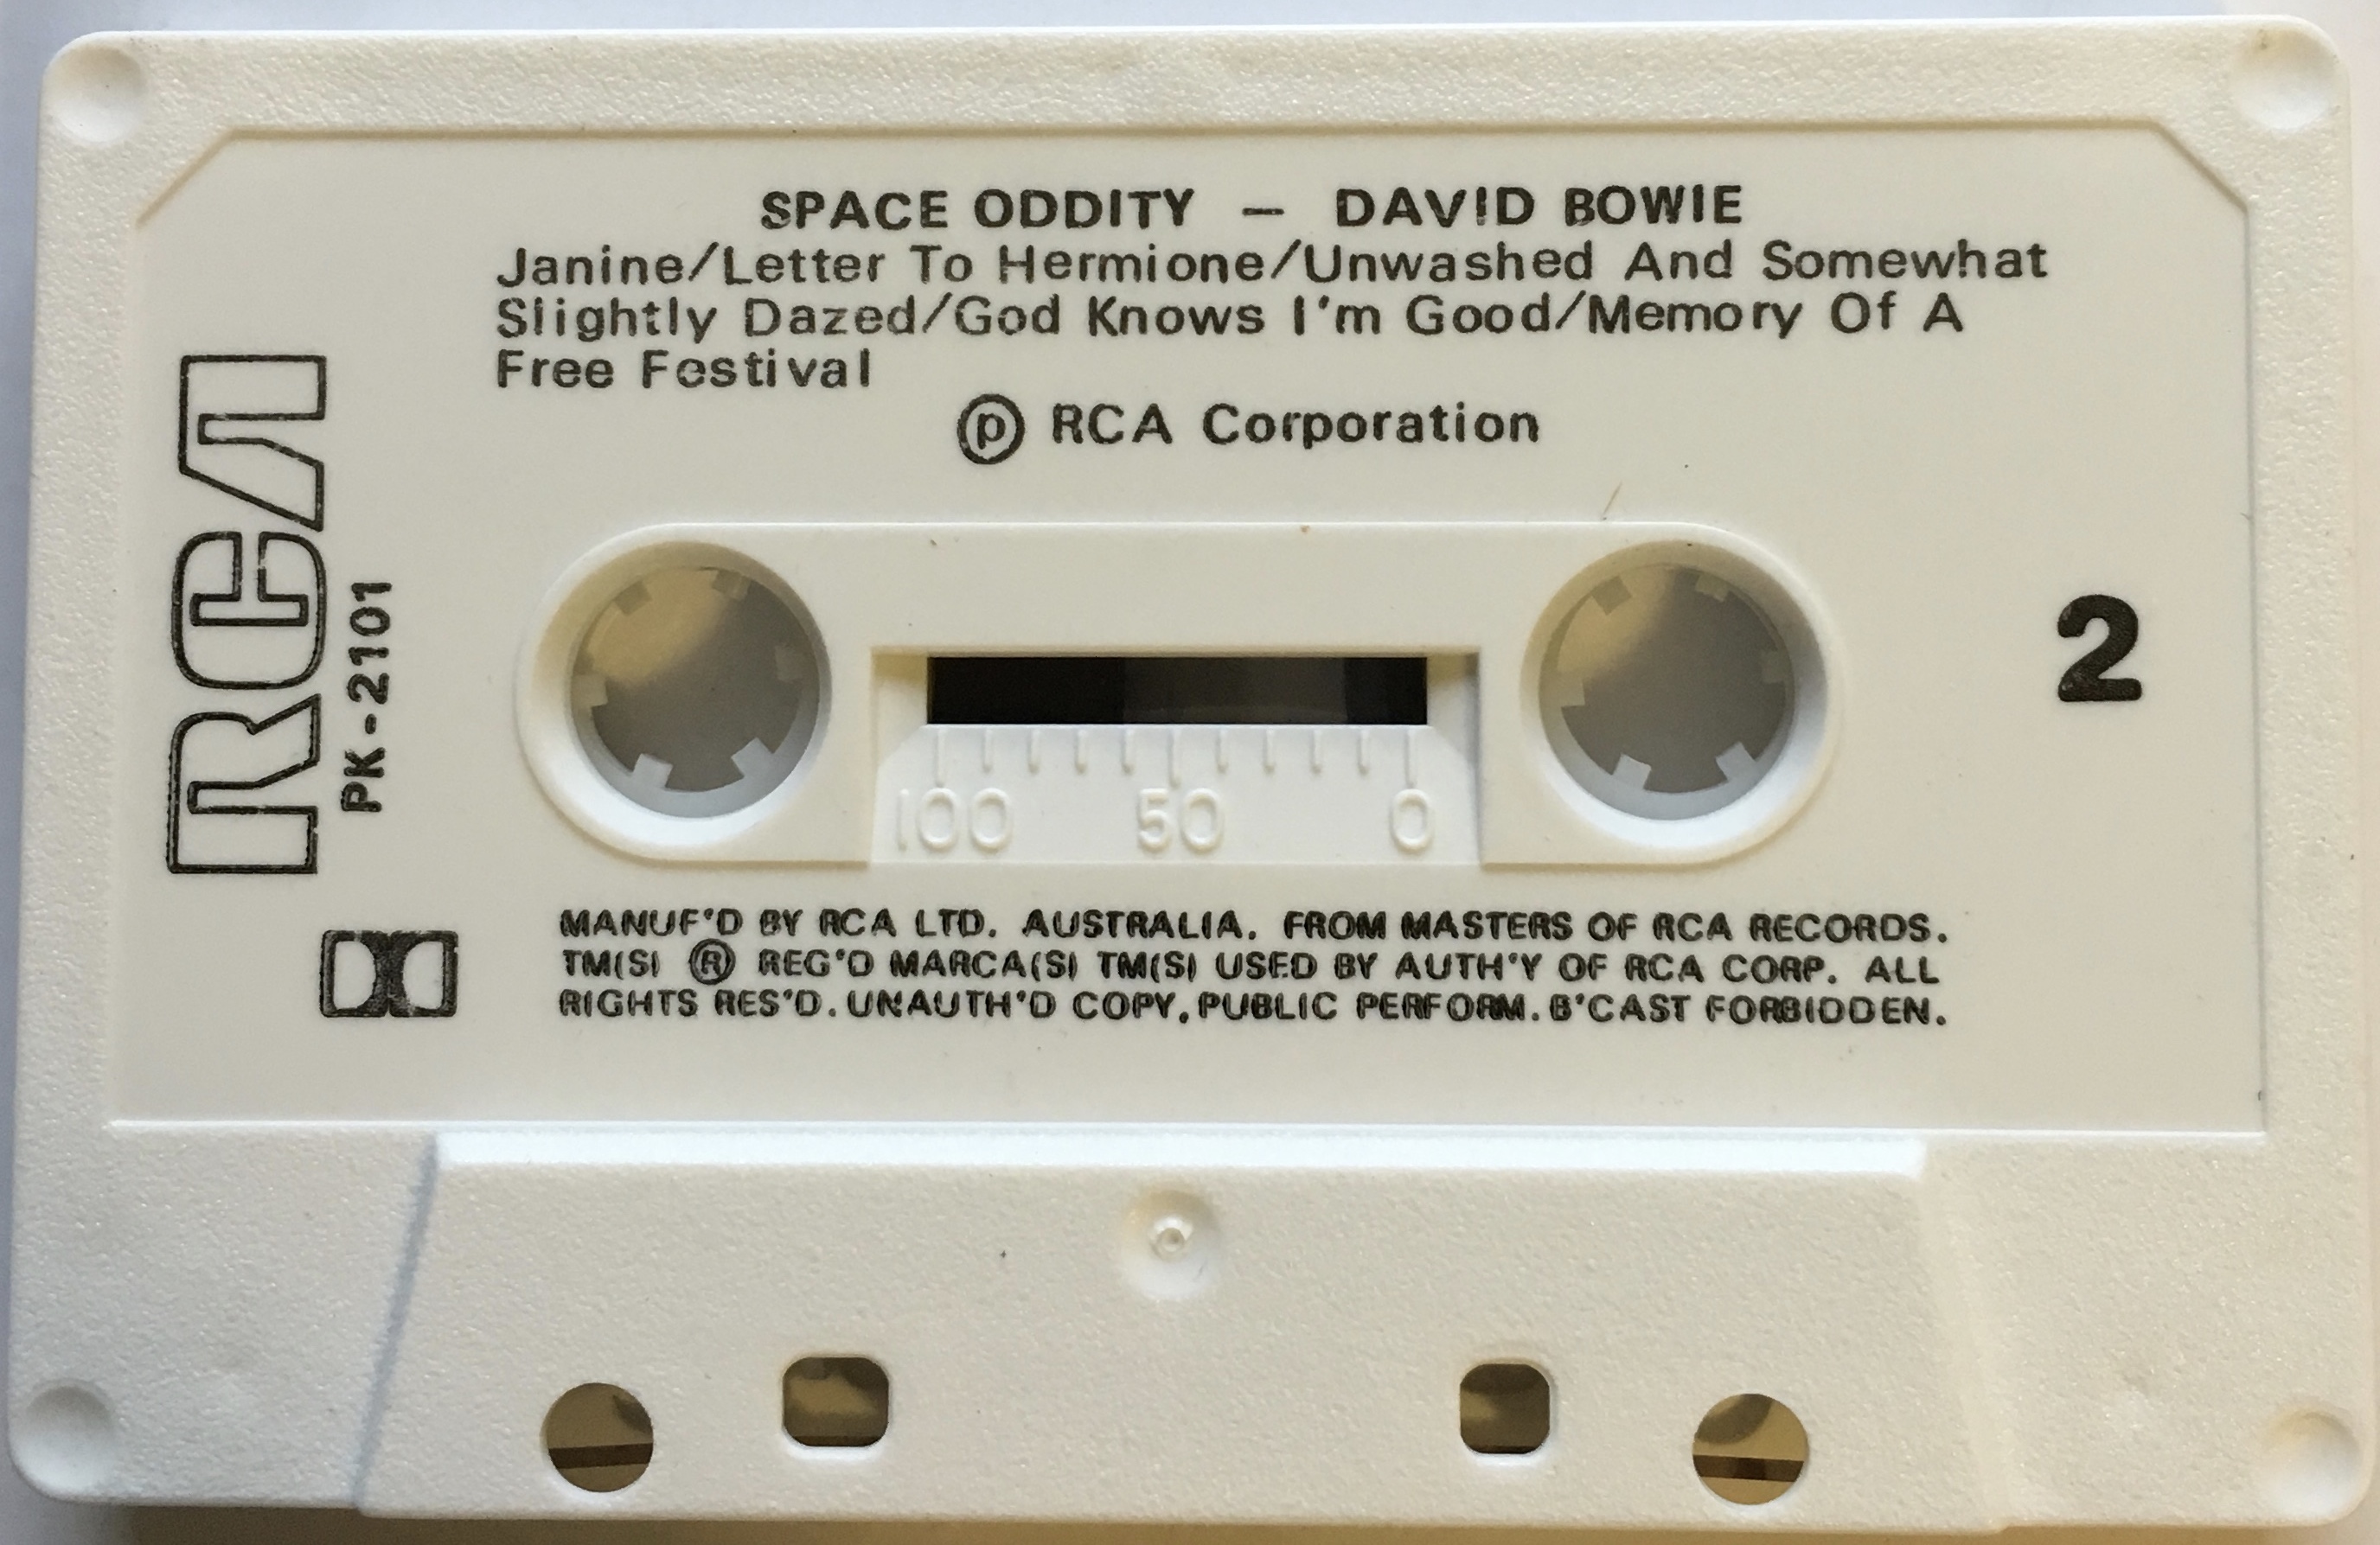 SPACE ODDITY — DAVID BOWIE
Janine/Letter To Hermione/Unwashed And Somewhat
Slightly Dazed/God Knows I'm Good/Memory Of A
Free Festival
Ⓟ RCA Corporation
RCA
PK-2101
2
100 50 0
MANUF'D BY RCA LTD. AUSTRALIA. FROM MASTERS OF RCA RECORDS.
TM(S) ® REG'D MARCA(S) TM(S) USED BY AUTH'Y OF RCA CORP. ALL
RIGHTS RES'D. UNAUTH'D COPY, PUBLIC PERFORM. B'CAST FORBIDDEN.